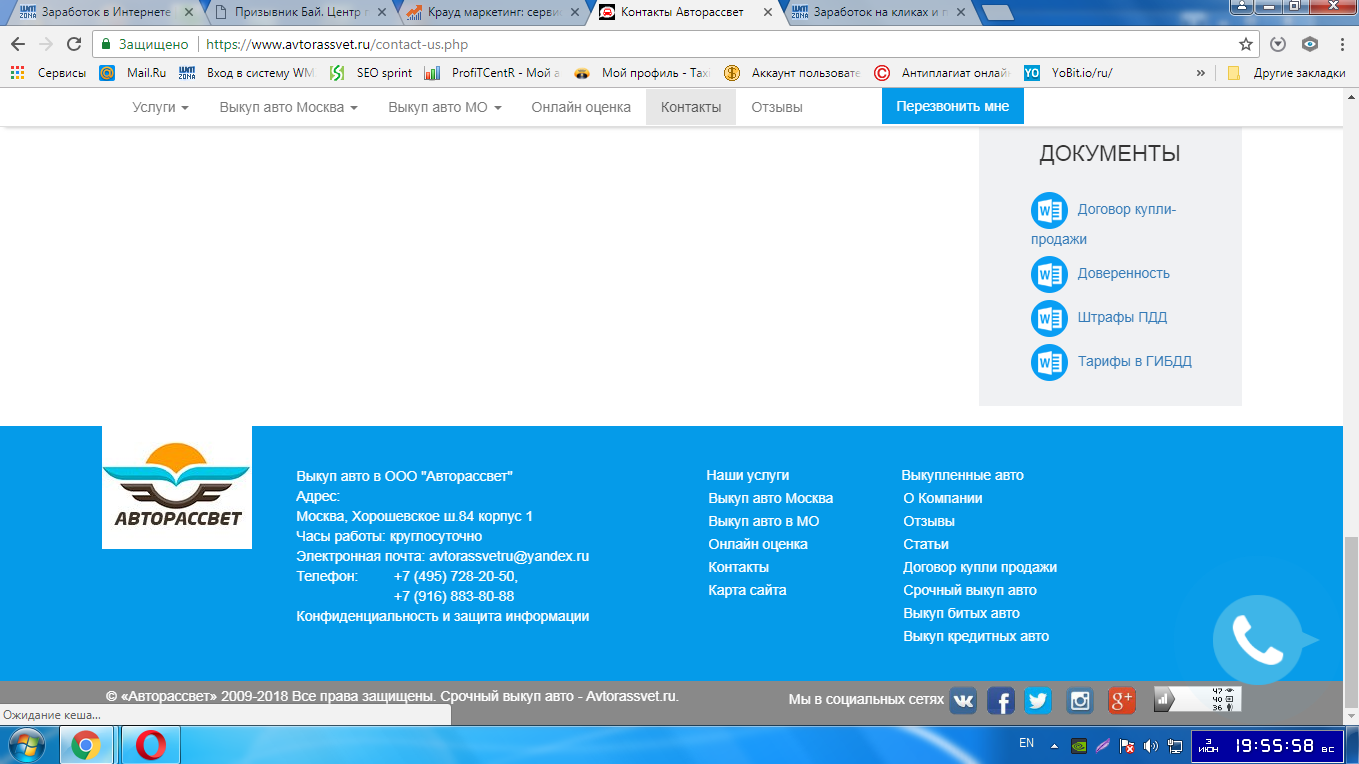 Заработок в Интернете
Призывник Бай. Центр п
Крауд маркетинг: серви
Контакты Авторассвет
Заработок на кликах и п
Защищено
https://www.avtorassvet.ru/contact-us.php
Сервисы
Mail.Ru
Вход в систему WM
SEO sprint
ProfiTCentR - Мой а
Мой профиль - Taxi
Аккаунт пользовате
Антиплагиат онлай
YO YoBit.io/ru/
»
Другие закладки
Услуги
Выкуп авто Москва
Выкуп авто МО
Онлайн оценка
Контакты
Отзывы
Перезвонить мне
ДОКУМЕНТЫ
Договор купли-
продажи
Доверенность
Штрафы ПДД
Тарифы в ГИБДД
АВТОРАССВЕТ
Выкуп авто в ООО "Авторассвет"
Адрес:
Москва, Хорошевское ш.84 корпус 1
Часы работы: круглосуточно
Электронная почта: avtorassvetru@yandex.ru
Телефон: +7 (495) 728-20-50,
+7 (916) 883-80-88
Конфиденциальность и защита информации
Наши услуги
Выкуп авто Москва
Выкуп авто в МО
Онлайн оценка
Контакты
Карта сайта
Выкупленные авто
О Компании
Отзывы
Статьи
Договор купли продажи
Срочный выкуп авто
Выкуп битых авто
Выкуп кредитных авто
© «Авторассвет» 2009-2018 Все права защищены. Срочный выкуп авто - Avtorassvet.ru.
Мы в социальных сетях
47
40
36
Ожидание кеша...
EN
3 ИЮН 19:55:58 ВС